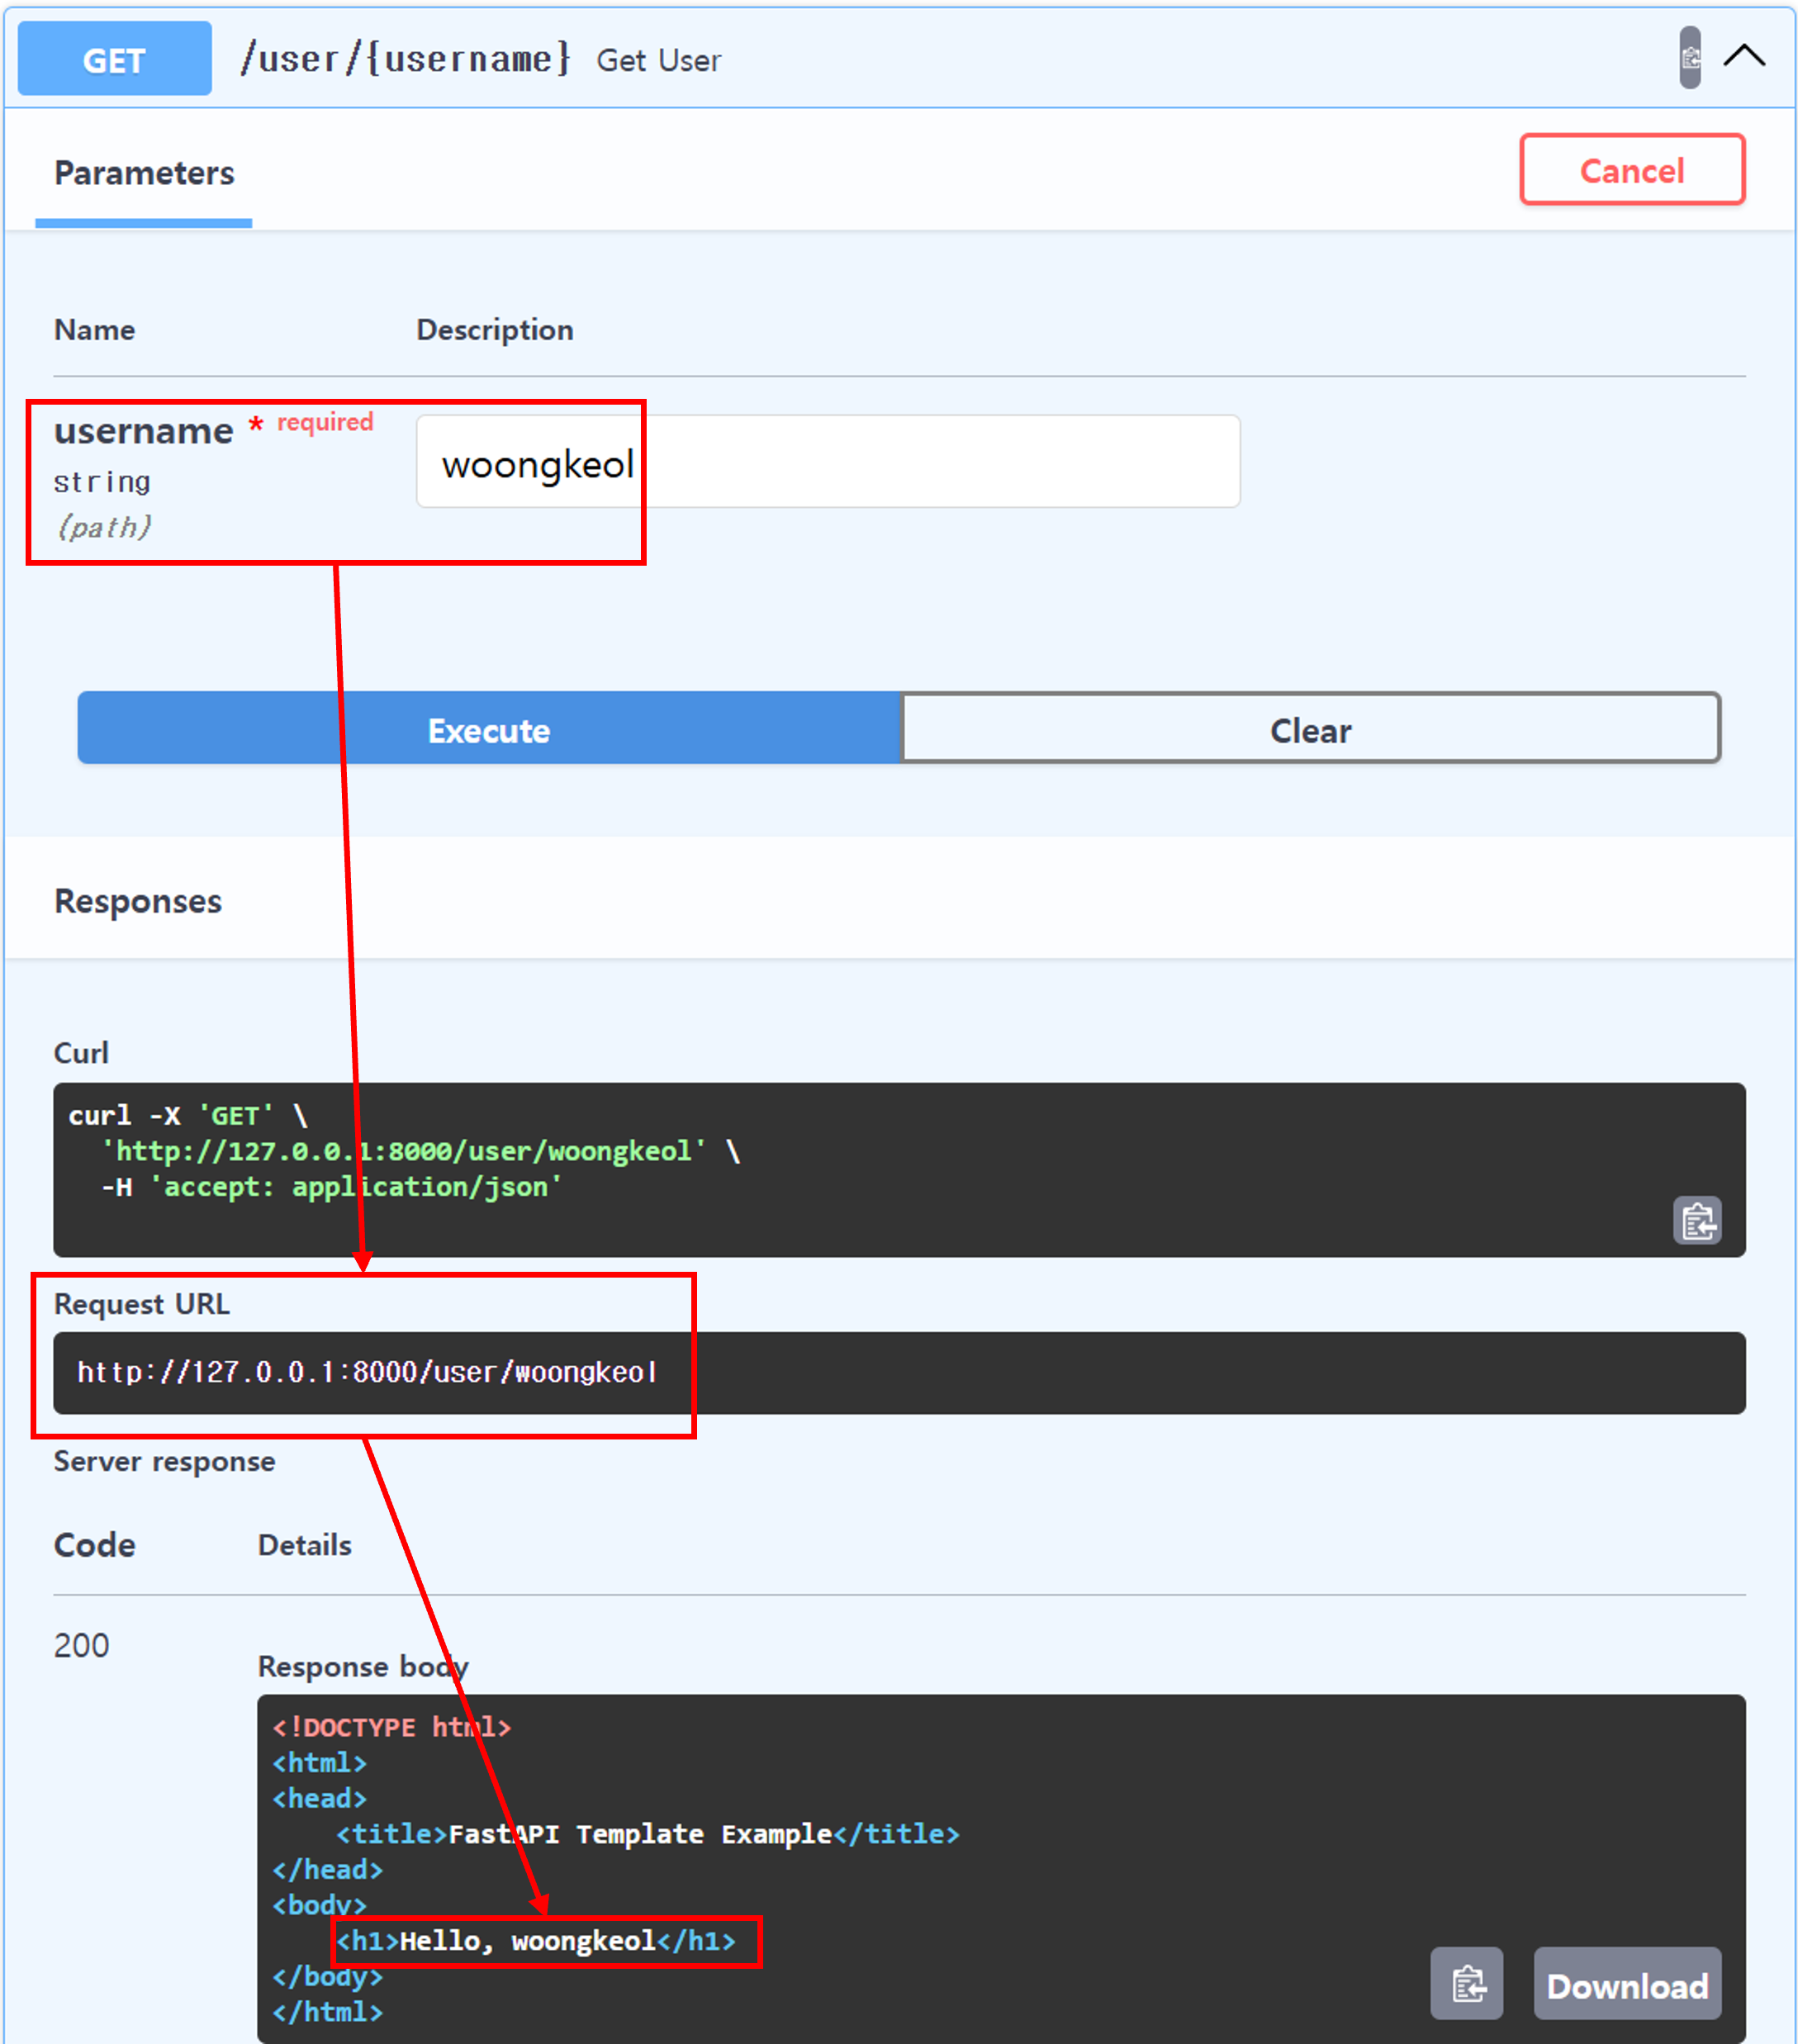 GET /user/{username} Get User
Parameters
Cancel
Name Description
username * required
string
(path)
woongkeol
Execute Clear
Responses
Curl
curl -X 'GET' \
  'http://127.0.0.1:8000/user/woongkeol' \
  -H 'accept: application/json'
Request URL
http://127.0.0.1:8000/user/woongkeol
Server response
Code Details
200
Response body
<!DOCTYPE html>
<html>
<head>
    <title>FastAPI Template Example</title>
</head>
<body>
    <h1>Hello, woongkeol</h1>
</body>
</html>
Download